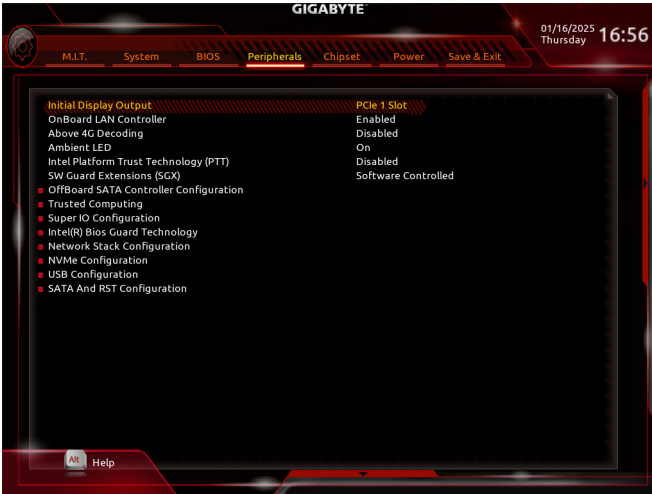 GIGABYTE
01/16/2025 Thursday 16:56
M.I.T. System BIOS Peripherals Chipset Power Save & Exit
Initial Display Output PCIe 1 Slot
OnBoard LAN Controller Enabled
Above 4G Decoding Disabled
Ambient LED On
Intel Platform Trust Technology (PTT) Disabled
SW Guard Extensions (SGX) Software Controlled
OffBoard SATA Controller Configuration
Trusted Computing
Super IO Configuration
Intel(R) Bios Guard Technology
Network Stack Configuration
NVMe Configuration
USB Configuration
SATA And RST Configuration
Alt Help